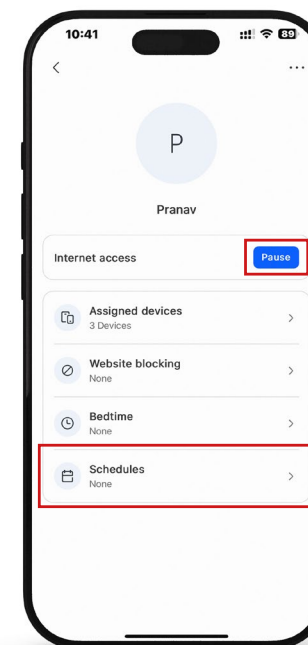 10:41
89
P
Pranav
Internet access
Pause
Assigned devices
3 Devices
Website blocking
None
Bedtime
None
Schedules
None